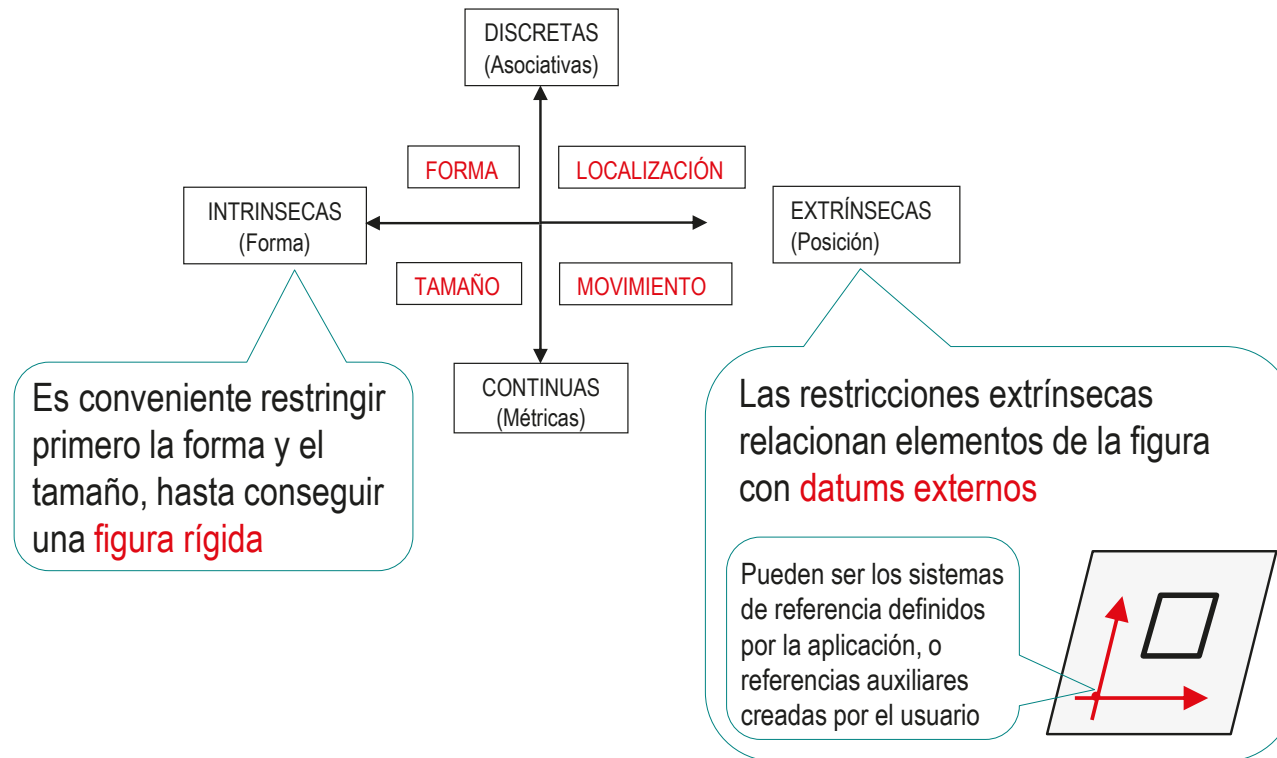 DISCRETAS
(Asociativas)
FORMA
LOCALIZACIÓN
INTRINSECAS
(Forma)
EXTRÍNSECAS
(Posición)
TAMAÑO
MOVIMIENTO
CONTINUAS
(Métricas)
Es conveniente restringir
primero la forma y el
tamaño, hasta conseguir
una figura rígida
Las restricciones extrínsecas
relacionan elementos de la figura
con datums externos
Pueden ser los sistemas
de referencia definidos
por la aplicación, o
referencias auxiliares
creadas por el usuario